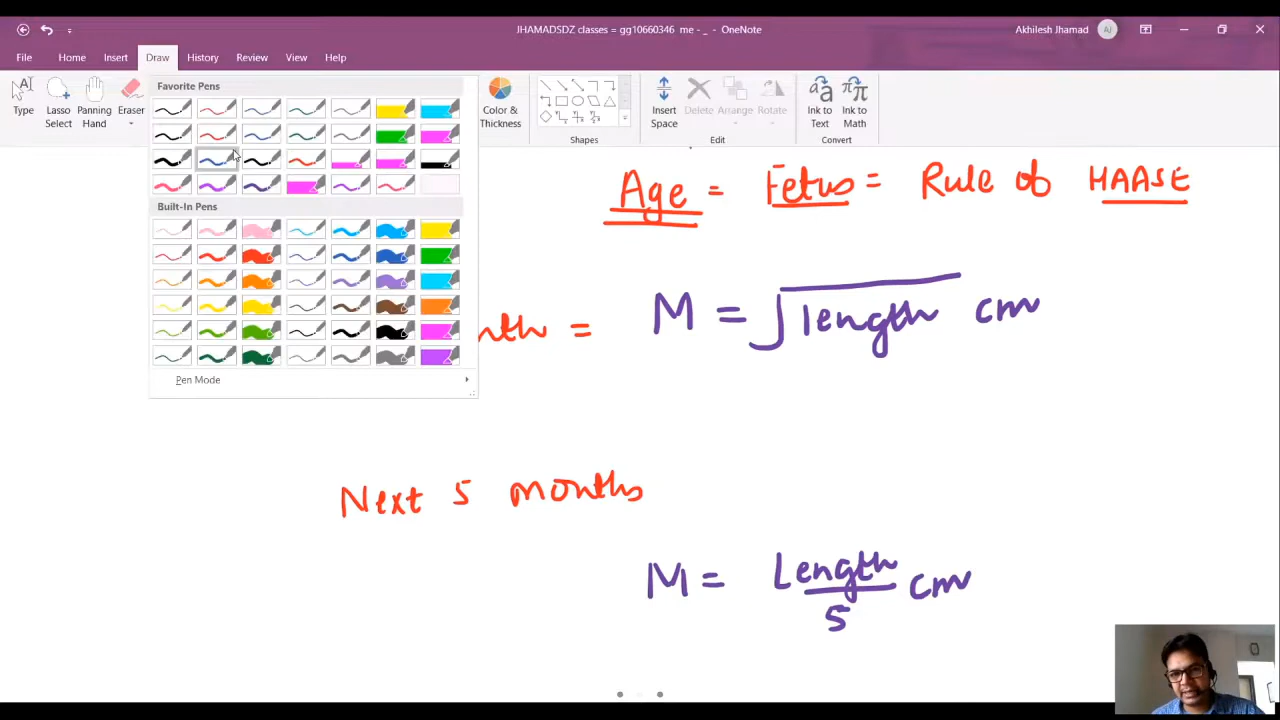 JHAMADSDZ classes = gg10660346 me - _ - OneNote
Akhilesh Jhamad AJ
File Home Insert Draw History Review View Help
Type
Lasso Select
Panning Hand
Eraser
Favorite Pens
Built-In Pens
Pen Mode
Color & Thickness
Shapes
Insert Space
Delete
Arrange
Rotate
Edit
Ink to Text
Ink to Math
Convert
Age = Fetus = Rule of HAASE
nth = M = √length cm
Next 5 months
M = Length/5 cm